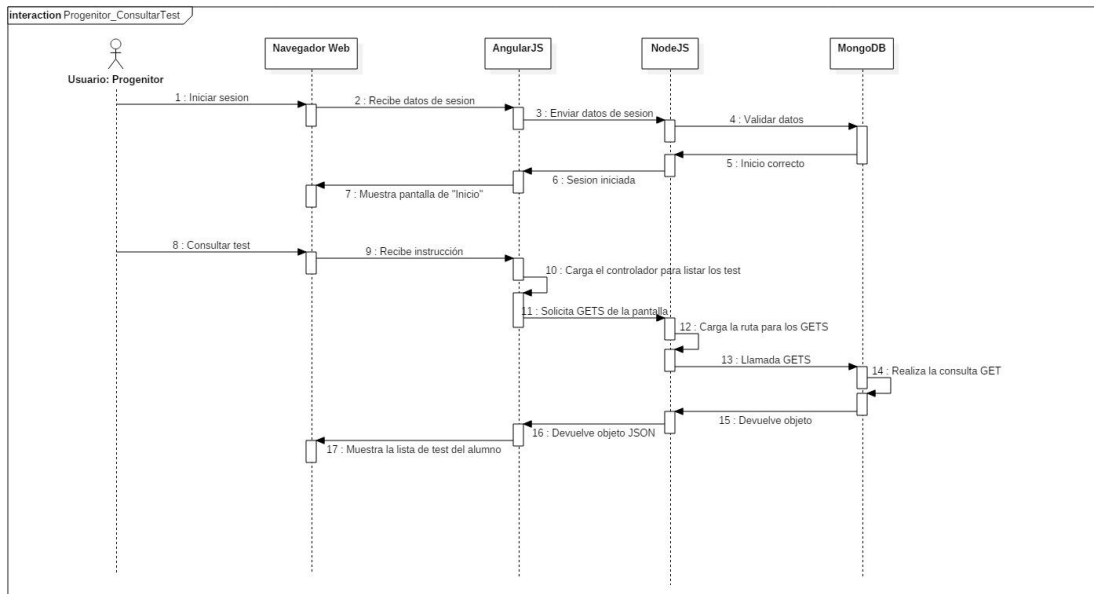 interaction Progenitor_ConsultarTest
Usuario: Progenitor
Navegador Web
AngularJS
NodeJS
MongoDB
1 : Iniciar sesion
2 : Recibe datos de sesion
3 : Enviar datos de sesion
4 : Validar datos
5 : Inicio correcto
6 : Sesion iniciada
7 : Muestra pantalla de "Inicio"
8 : Consultar test
9 : Recibe instrucción
10 : Carga el controlador para listar los test
11 : Solicita GETS de la pantalla
12 : Carga la ruta para los GETS
13 : Llamada GETS
14 : Realiza la consulta GET
15 : Devuelve objeto
16 : Devuelve objeto JSON
17 : Muestra la lista de test del alumno